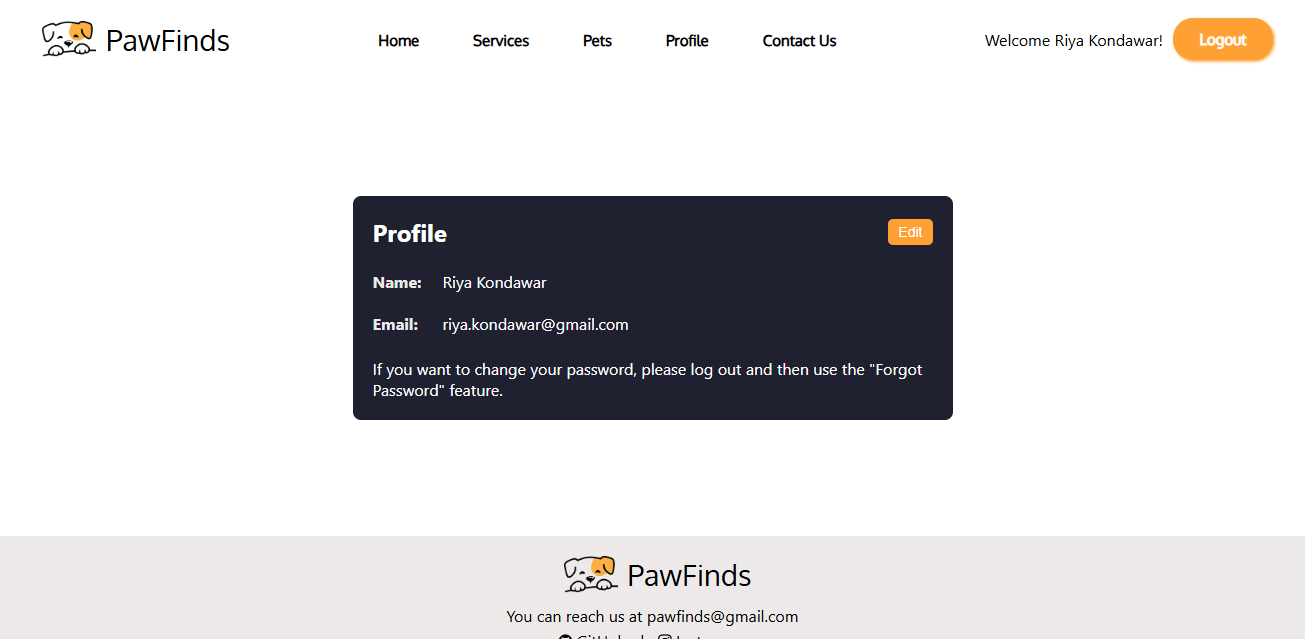 PawFinds
Home Services Pets Profile Contact Us
Welcome Riya Kondawar! Logout
Profile
Edit
Name: Riya Kondawar
Email: riya.kondawar@gmail.com
If you want to change your password, please log out and then use the "Forgot
Password" feature.
PawFinds
You can reach us at pawfinds@gmail.com